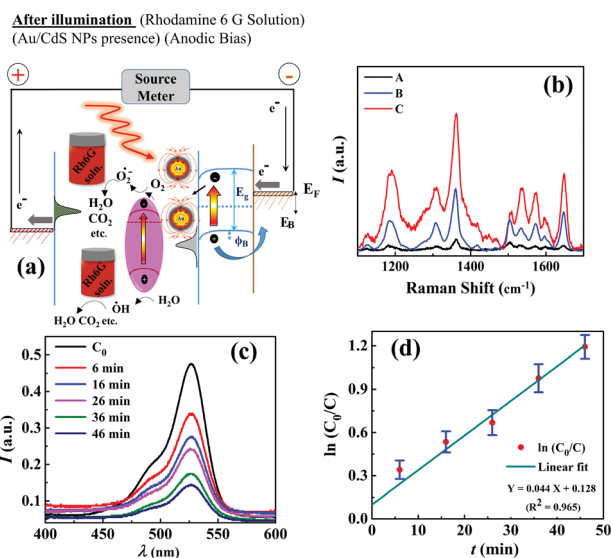 After illumination (Rhodamine 6 G Solution)
(Au/CdS NPs presence) (Anodic Bias)
+
Source
Meter
-
e-
e-
Rh6G
soln.
O2•-
O2
H2O
CO2
etc.
Au
Au
e-
e-
EF
Eg
EB
ϕB
(a)
Rh6G
soln.
•OH
H2O
H2O CO2 etc.
(b)
A
B
C
I (a.u.)
1200 1400 1600
Raman Shift (cm-1)
(c)
C0
6 min
16 min
26 min
36 min
46 min
I (a.u.)
0.5
0.4
0.3
0.2
0.1
400 450 500 550 600
λ (nm)
(d)
ln (C0/C)
1.2
0.9
0.6
0.3
0.0
ln (C0/C)
Linear fit
Y = 0.044 X + 0.128
(R2 = 0.965)
0 10 20 30 40 50
t (min)